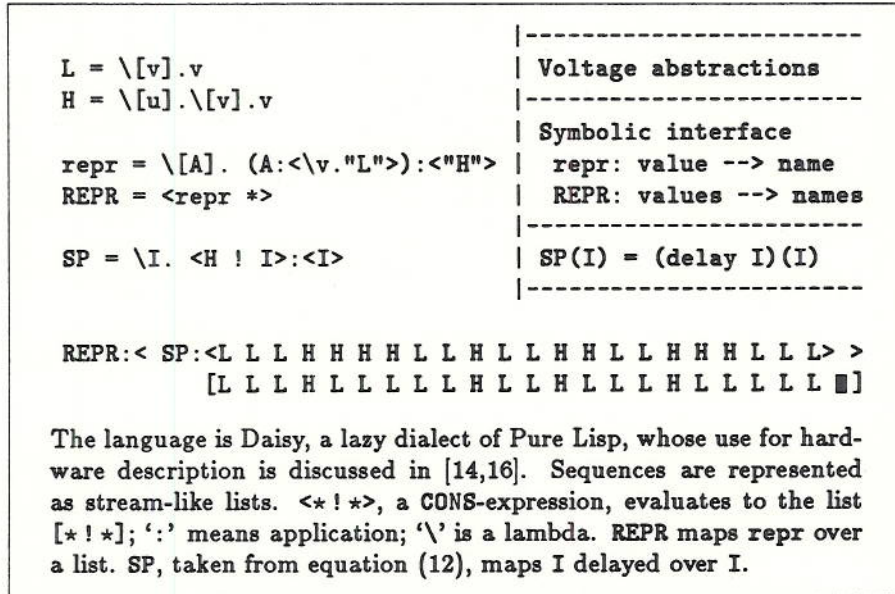 |-------------------------
L = \[v].v | Voltage abstractions
H = \[u].\[v].v |-------------------------
| Symbolic interface
repr = \[A]. (A:<\v."L">):<"H"> | repr: value --> name
REPR = <repr *> | REPR: values --> names
|-------------------------
SP = \I. <H ! I>:<I> | SP(I) = (delay I)(I)
|-------------------------
REPR:< SP:<L L L H H H H L L H L L H H L L H H H L L L> >
[L L L H L L L L L H L L H L L L H L L L L L ▮]
The language is Daisy, a lazy dialect of Pure Lisp, whose use for hard-
ware description is discussed in [14,16]. Sequences are represented
as stream-like lists. <* ! *>, a CONS-expression, evaluates to the list
[* ! *]; ‘:’ means application; ‘\’ is a lambda. REPR maps repr over
a list. SP, taken from equation (12), maps I delayed over I.